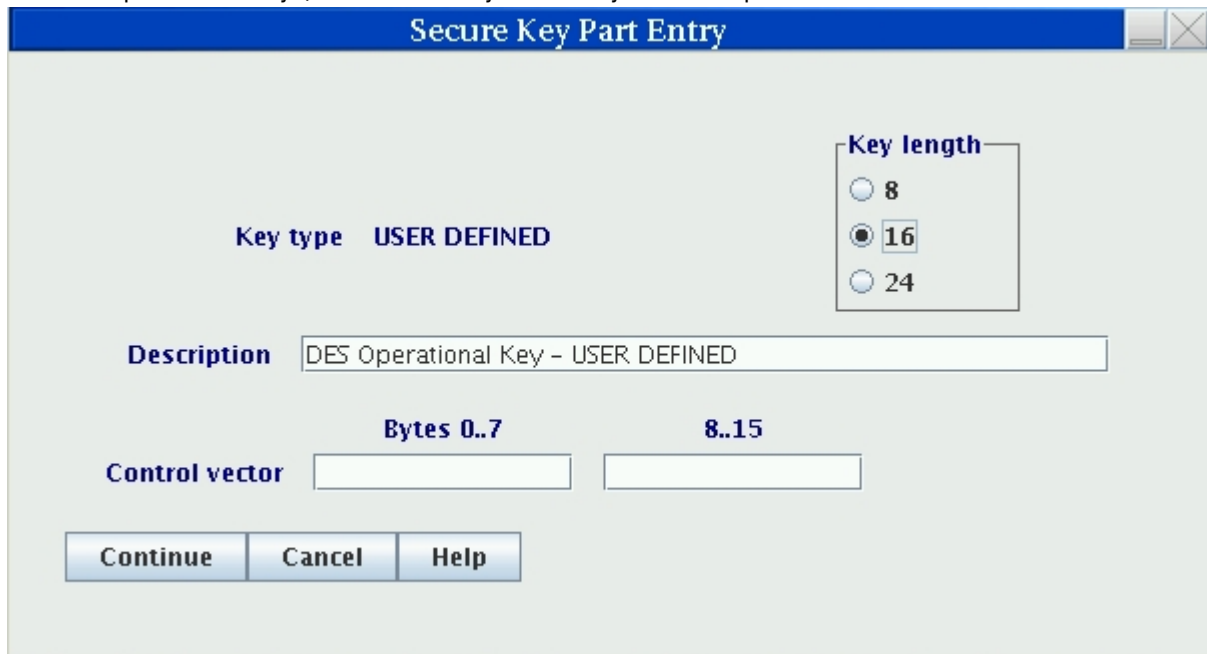 Secure Key Part Entry
Key length
8
Key type USER DEFINED
16
24
Description DES Operational Key – USER DEFINED
Bytes 0..7 8..15
Control vector
Continue Cancel Help